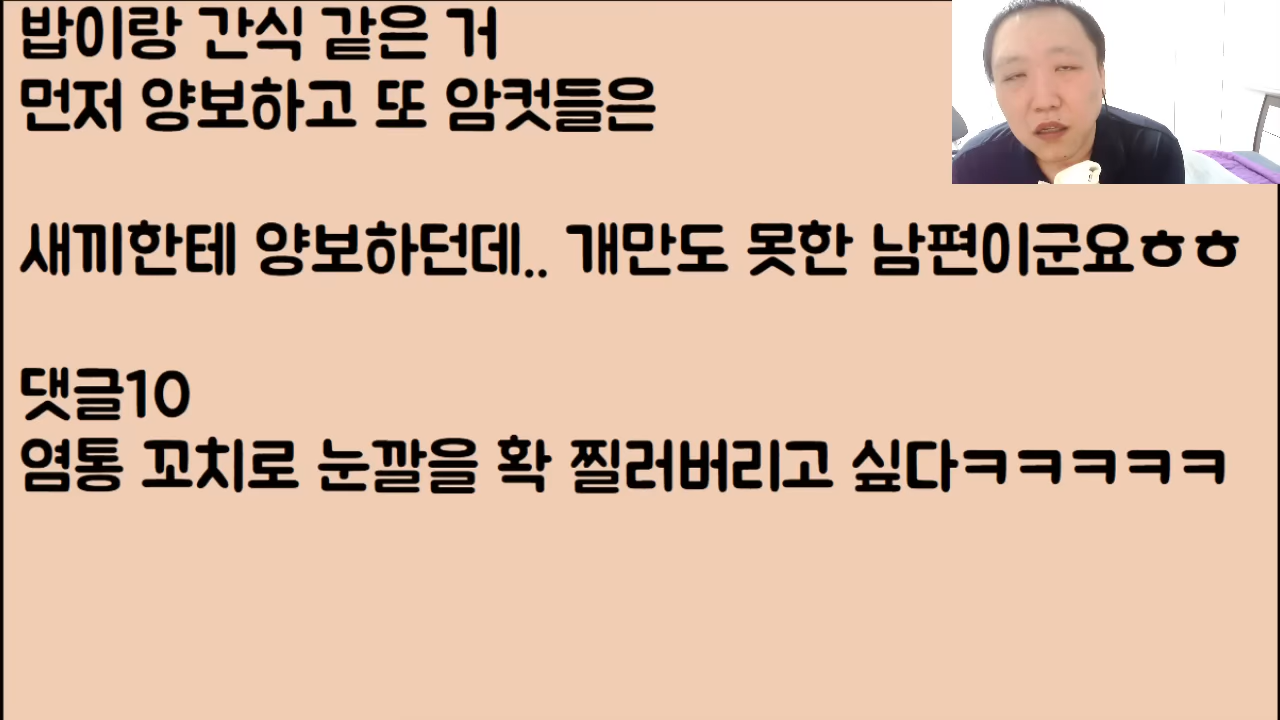 밥이랑 간식 같은 거
먼저 양보하고 또 암컷들은
새끼한테 양보하던데.. 개만도 못한 남편이군요ㅎㅎ
댓글10
염통 꼬치로 눈깔을 확 찔러버리고 싶다ㅋㅋㅋㅋㅋ